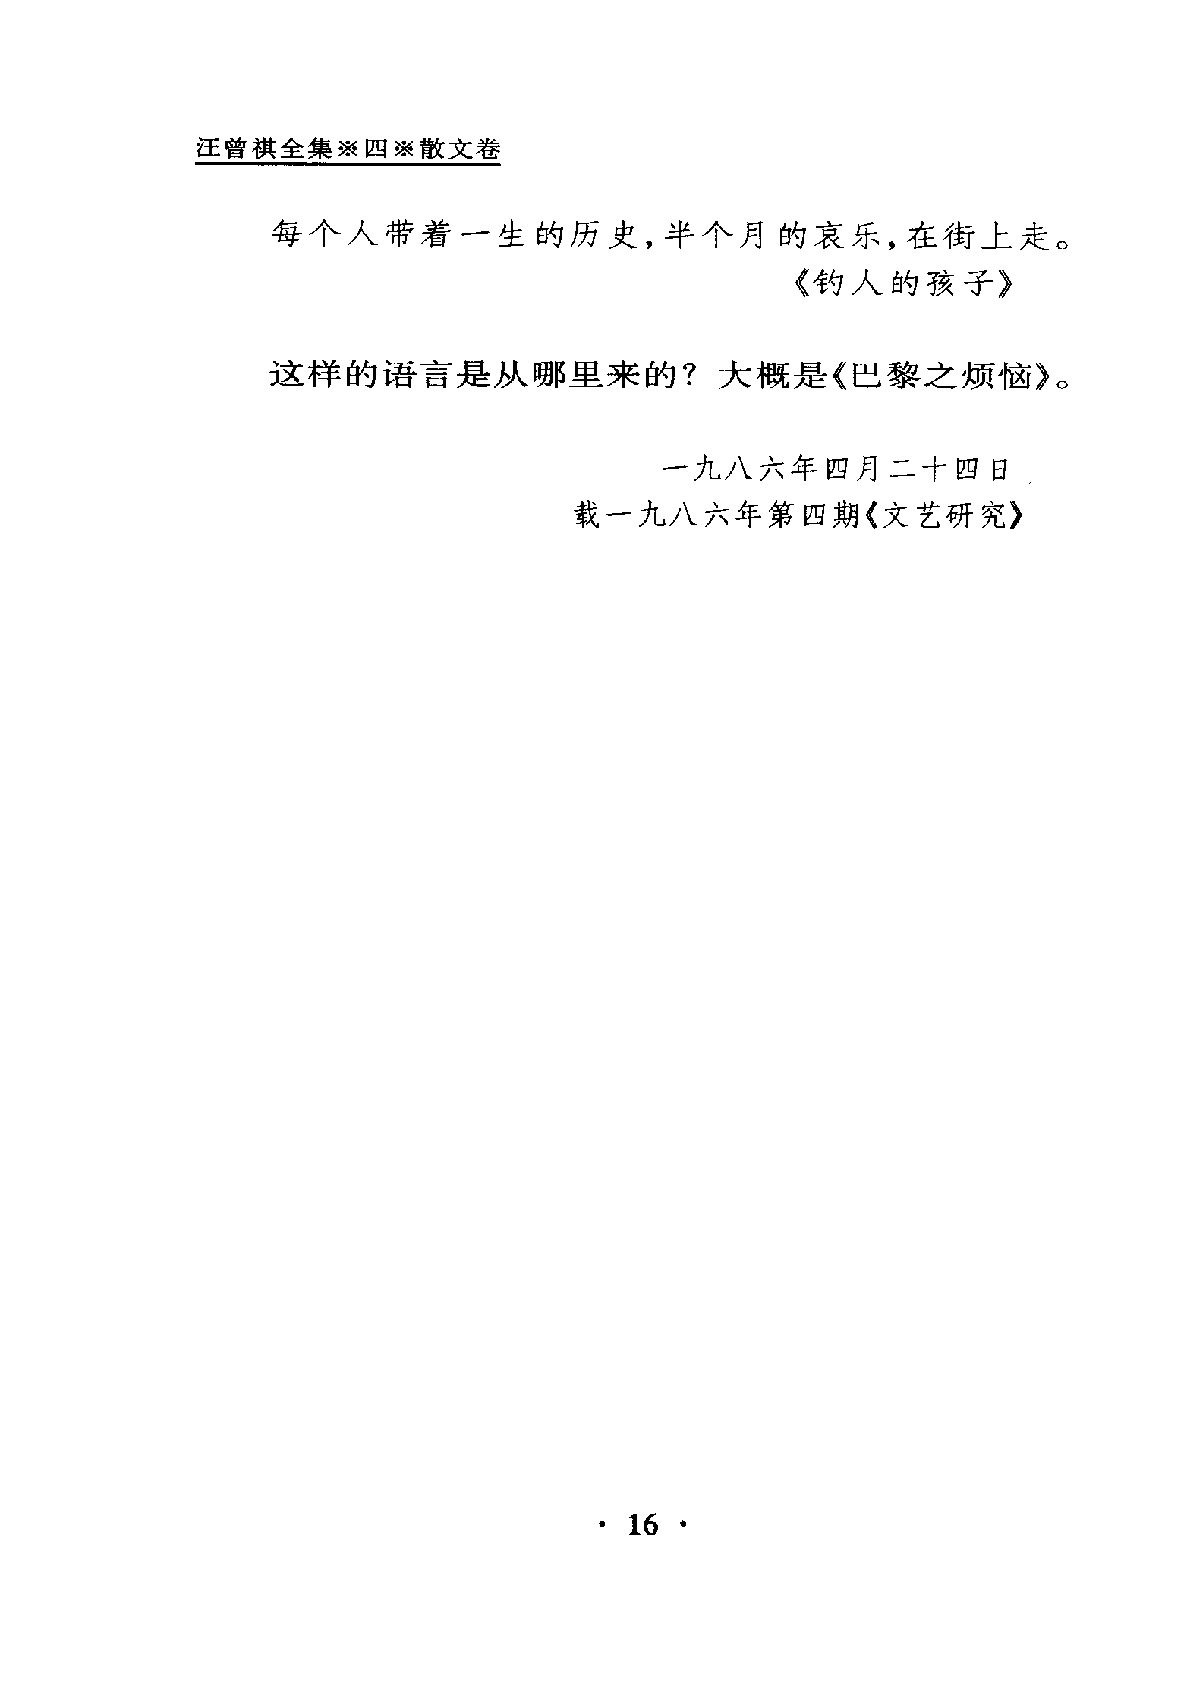 汪曾祺全集※四※散文卷
每个人带着一生的历史，半个月的哀乐，在街上走。
《钓人的孩子》
这样的语言是从哪里来的？大概是《巴黎之烦恼》。
一九八六年四月二十四日
载一九八六年第四期《文艺研究》
· 16 ·